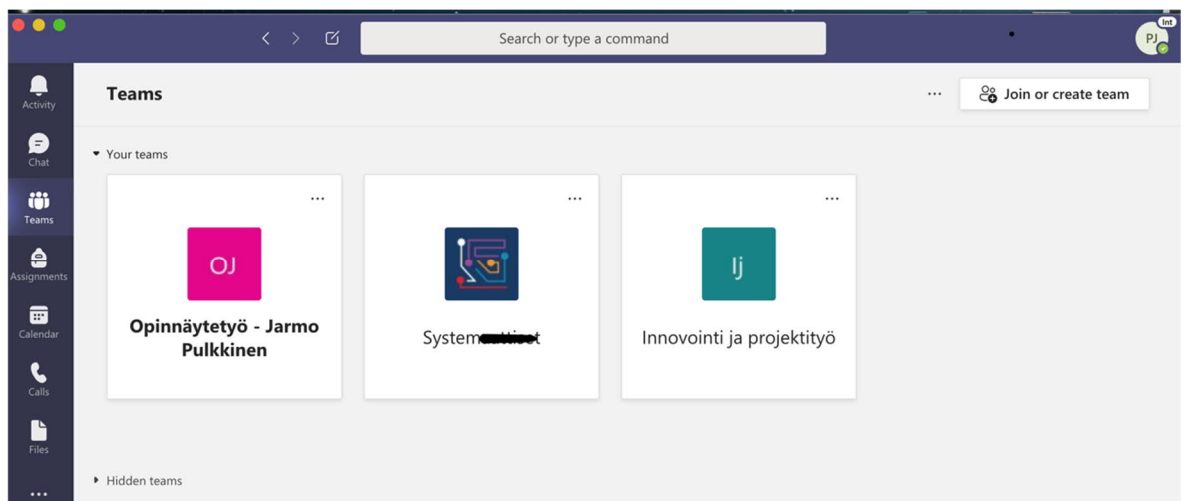 Search or type a command
Int
PJ
Activity
Teams
Join or create team
Chat
Your teams
Teams
OJ
Ij
Assignments
Opinnäytetyö - Jarmo
Pulkkinen
Innovointi ja projektityö
Calendar
Calls
Files
Hidden teams